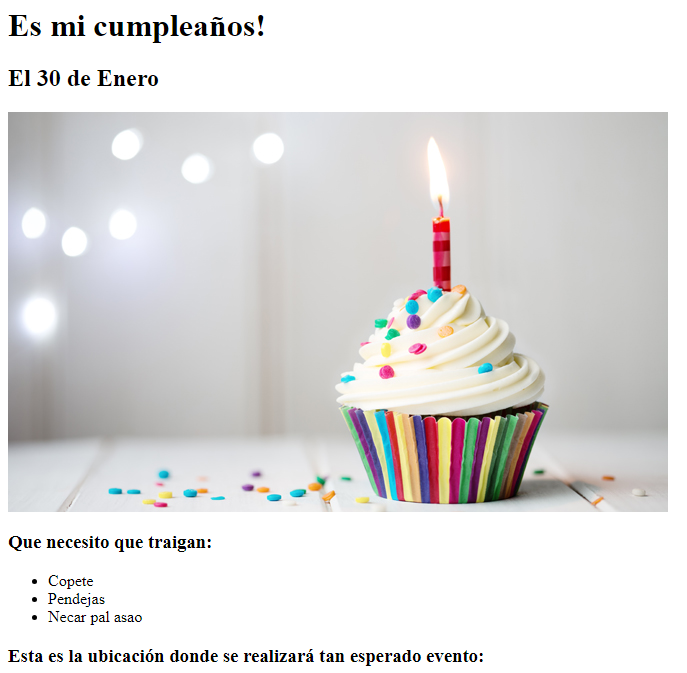 Es mi cumpleaños!
El 30 de Enero
Que necesito que traigan:
Copete
Pendejas
Necar pal asao
Esta es la ubicación donde se realizará tan esperado evento: